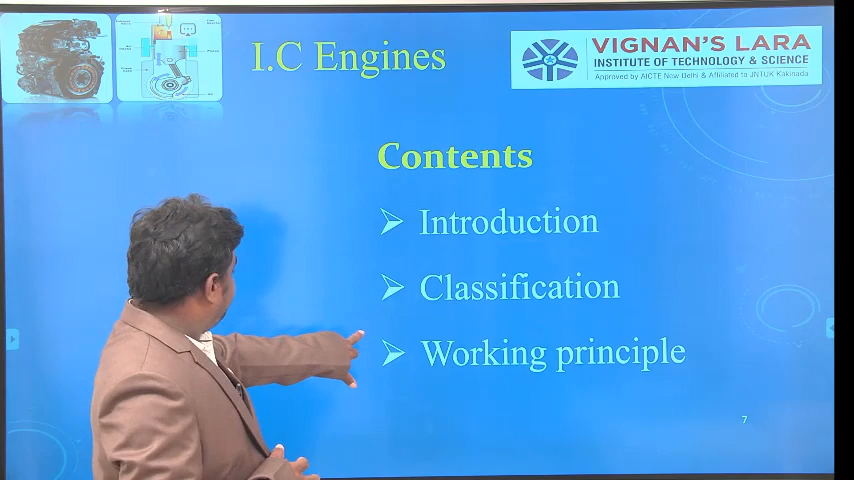 I.C Engines
VIGNAN'S LARA
INSTITUTE OF TECHNOLOGY & SCIENCE
Approved by AICTE New Delhi & Affiliated to JNTUK Kakinada
Contents
Introduction
Classification
Working principle
7